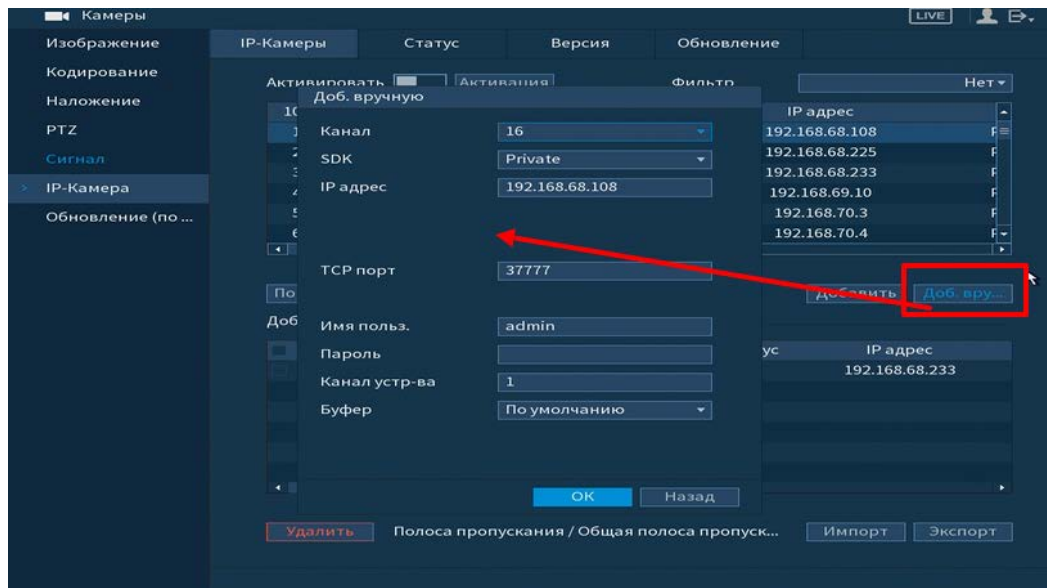 Камеры
LIVE
Изображение
Кодирование
Наложение
PTZ
Сигнал
IP-Камера
Обновление (по ...
IP-Камеры Статус Версия Обновление
Активировать Активация Фильтр Нет
IP адрес
192.168.68.108
192.168.68.225
192.168.68.233
192.168.69.10
192.168.70.3
192.168.70.4
Доб. вручную
Канал 16
SDK Private
IP адрес 192.168.68.108
TCP порт 37777
Имя польз. admin
Пароль
Канал устр-ва 1
Буфер По умолчанию
OK Назад
Добавить Доб. вру...
IP адрес
192.168.68.233
Удалить Полоса пропускания / Общая полоса пропуск... Импорт Экспорт